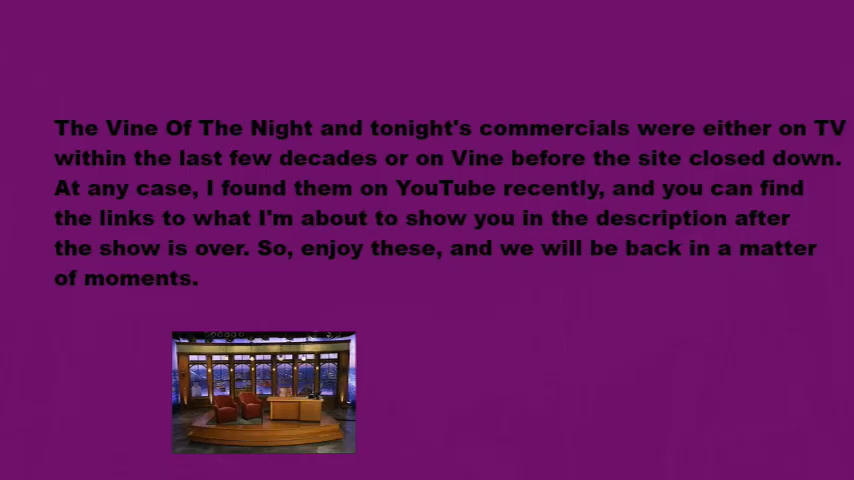 The Vine Of The Night and tonight's commercials were either on TV
within the last few decades or on Vine before the site closed down.
At any case, I found them on YouTube recently, and you can find
the links to what I'm about to show you in the description after
the show is over. So, enjoy these, and we will be back in a matter
of moments.